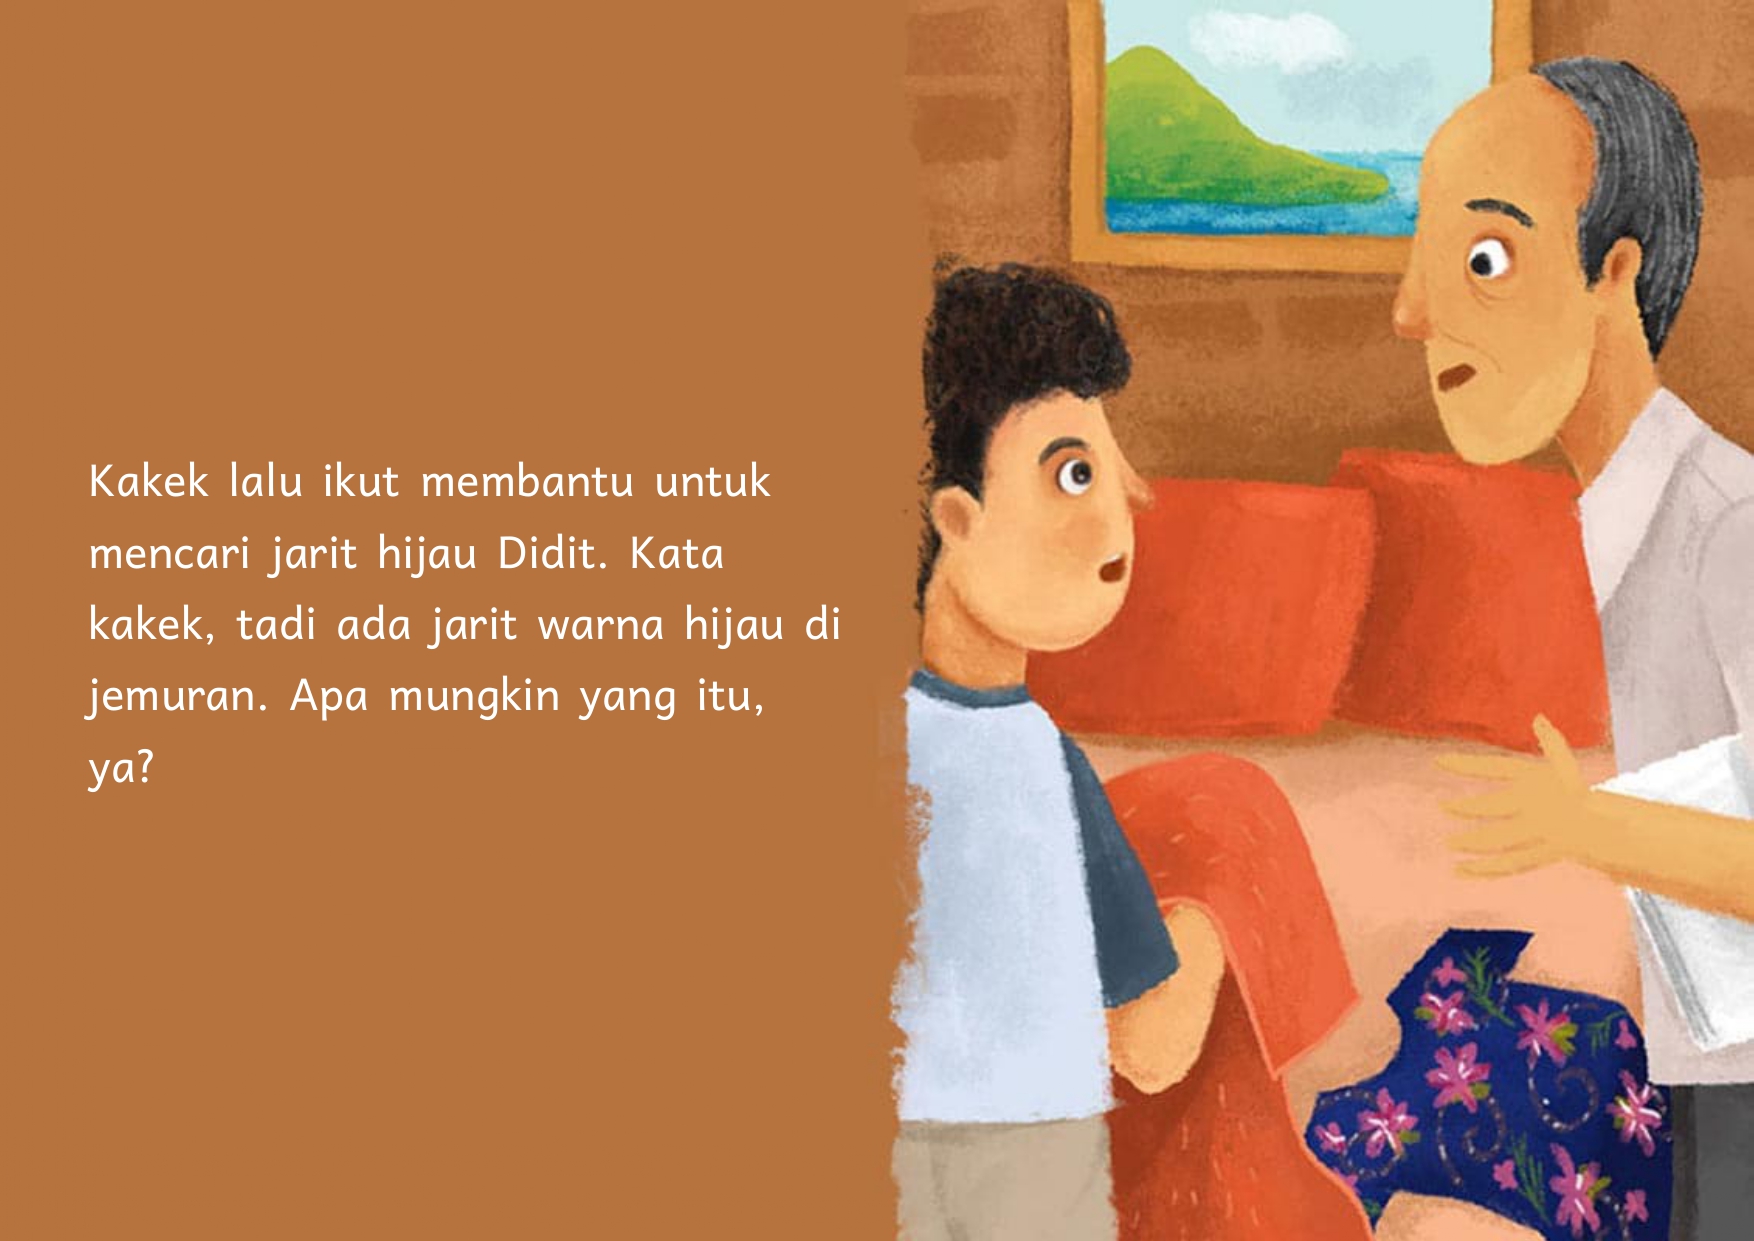 Kakek lalu ikut membantu untuk
mencari jarit hijau Didit. Kata
kakek, tadi ada jarit warna hijau di
jemuran. Apa mungkin yang itu,
ya?